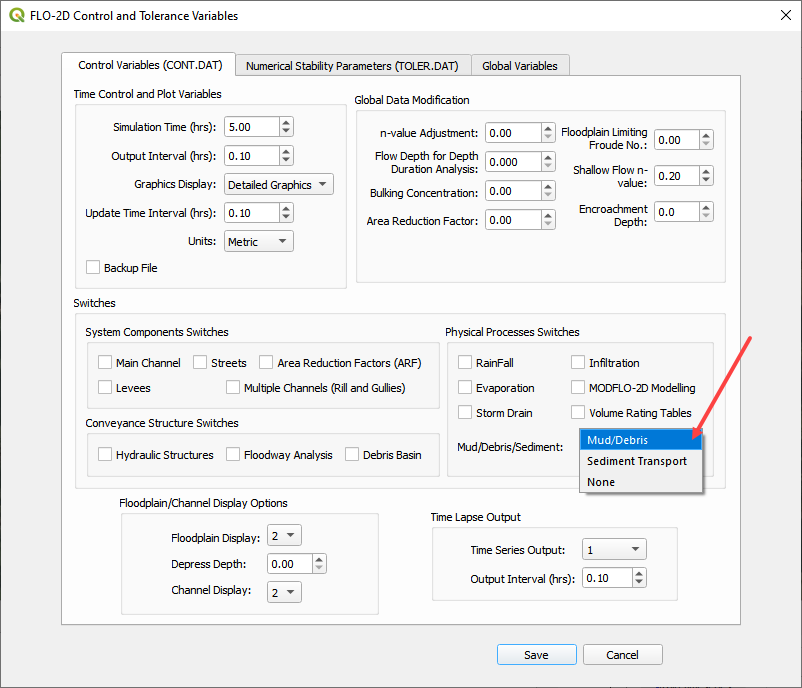 FLO-2D Control and Tolerance Variables
Control Variables (CONT.DAT)
Numerical Stability Parameters (TOLER.DAT)
Global Variables
Time Control and Plot Variables
Simulation Time (hrs): 5.00
Output Interval (hrs): 0.10
Graphics Display: Detailed Graphics
Update Time Interval (hrs): 0.10
Units: Metric
Backup File
Global Data Modification
n-value Adjustment: 0.00
Flow Depth for Depth
Duration Analysis: 0.000
Bulking Concentration: 0.00
Area Reduction Factor: 0.00
Floodplain Limiting
Froude No.: 0.00
Shallow Flow n-
value: 0.20
Encroachment
Depth: 0.0
Switches
System Components Switches
Main Channel Streets Area Reduction Factors (ARF)
Levees Multiple Channels (Rill and Gullies)
Conveyance Structure Switches
Hydraulic Structures Floodway Analysis Debris Basin
Physical Processes Switches
RainFall Infiltration
Evaporation MODFLO-2D Modelling
Storm Drain Volume Rating Tables
Mud/Debris/Sediment:
Mud/Debris
Sediment Transport
None
Floodplain/Channel Display Options
Floodplain Display: 2
Depress Depth: 0.00
Channel Display: 2
Time Lapse Output
Time Series Output: 1
Output Interval (hrs): 0.10
Save Cancel